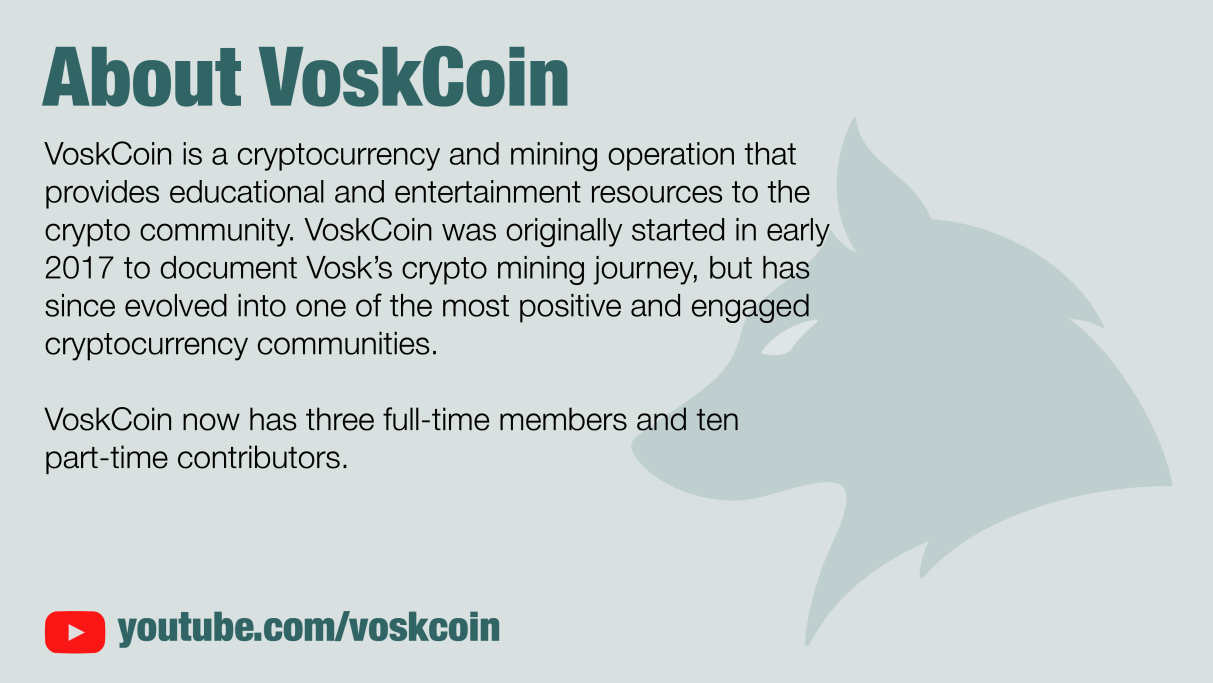 About VoskCoin
VoskCoin is a cryptocurrency and mining operation that
provides educational and entertainment resources to the
crypto community. VoskCoin was originally started in early
2017 to document Vosk’s crypto mining journey, but has
since evolved into one of the most positive and engaged
cryptocurrency communities.
VoskCoin now has three full-time members and ten
part-time contributors.
youtube.com/voskcoin